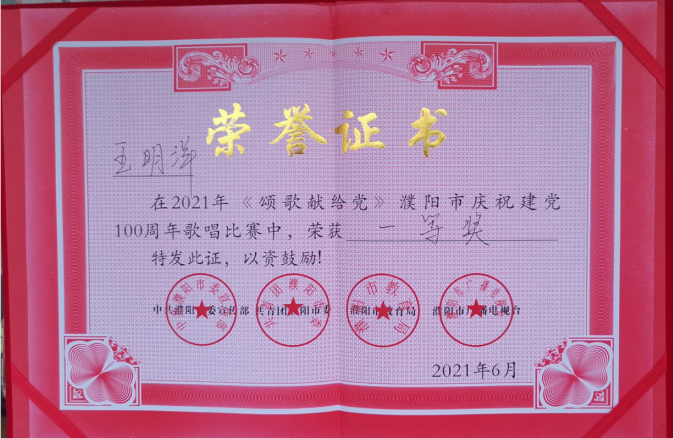 荣誉证书
王明洋
在2021年《颂歌献给党》濮阳市庆祝建党
100周年歌唱比赛中，荣获 一等奖
特发此证，以资鼓励！
中共濮阳市委宣传部 共青团濮阳市委 濮阳市教育局 濮阳市广播电视台
2021年6月